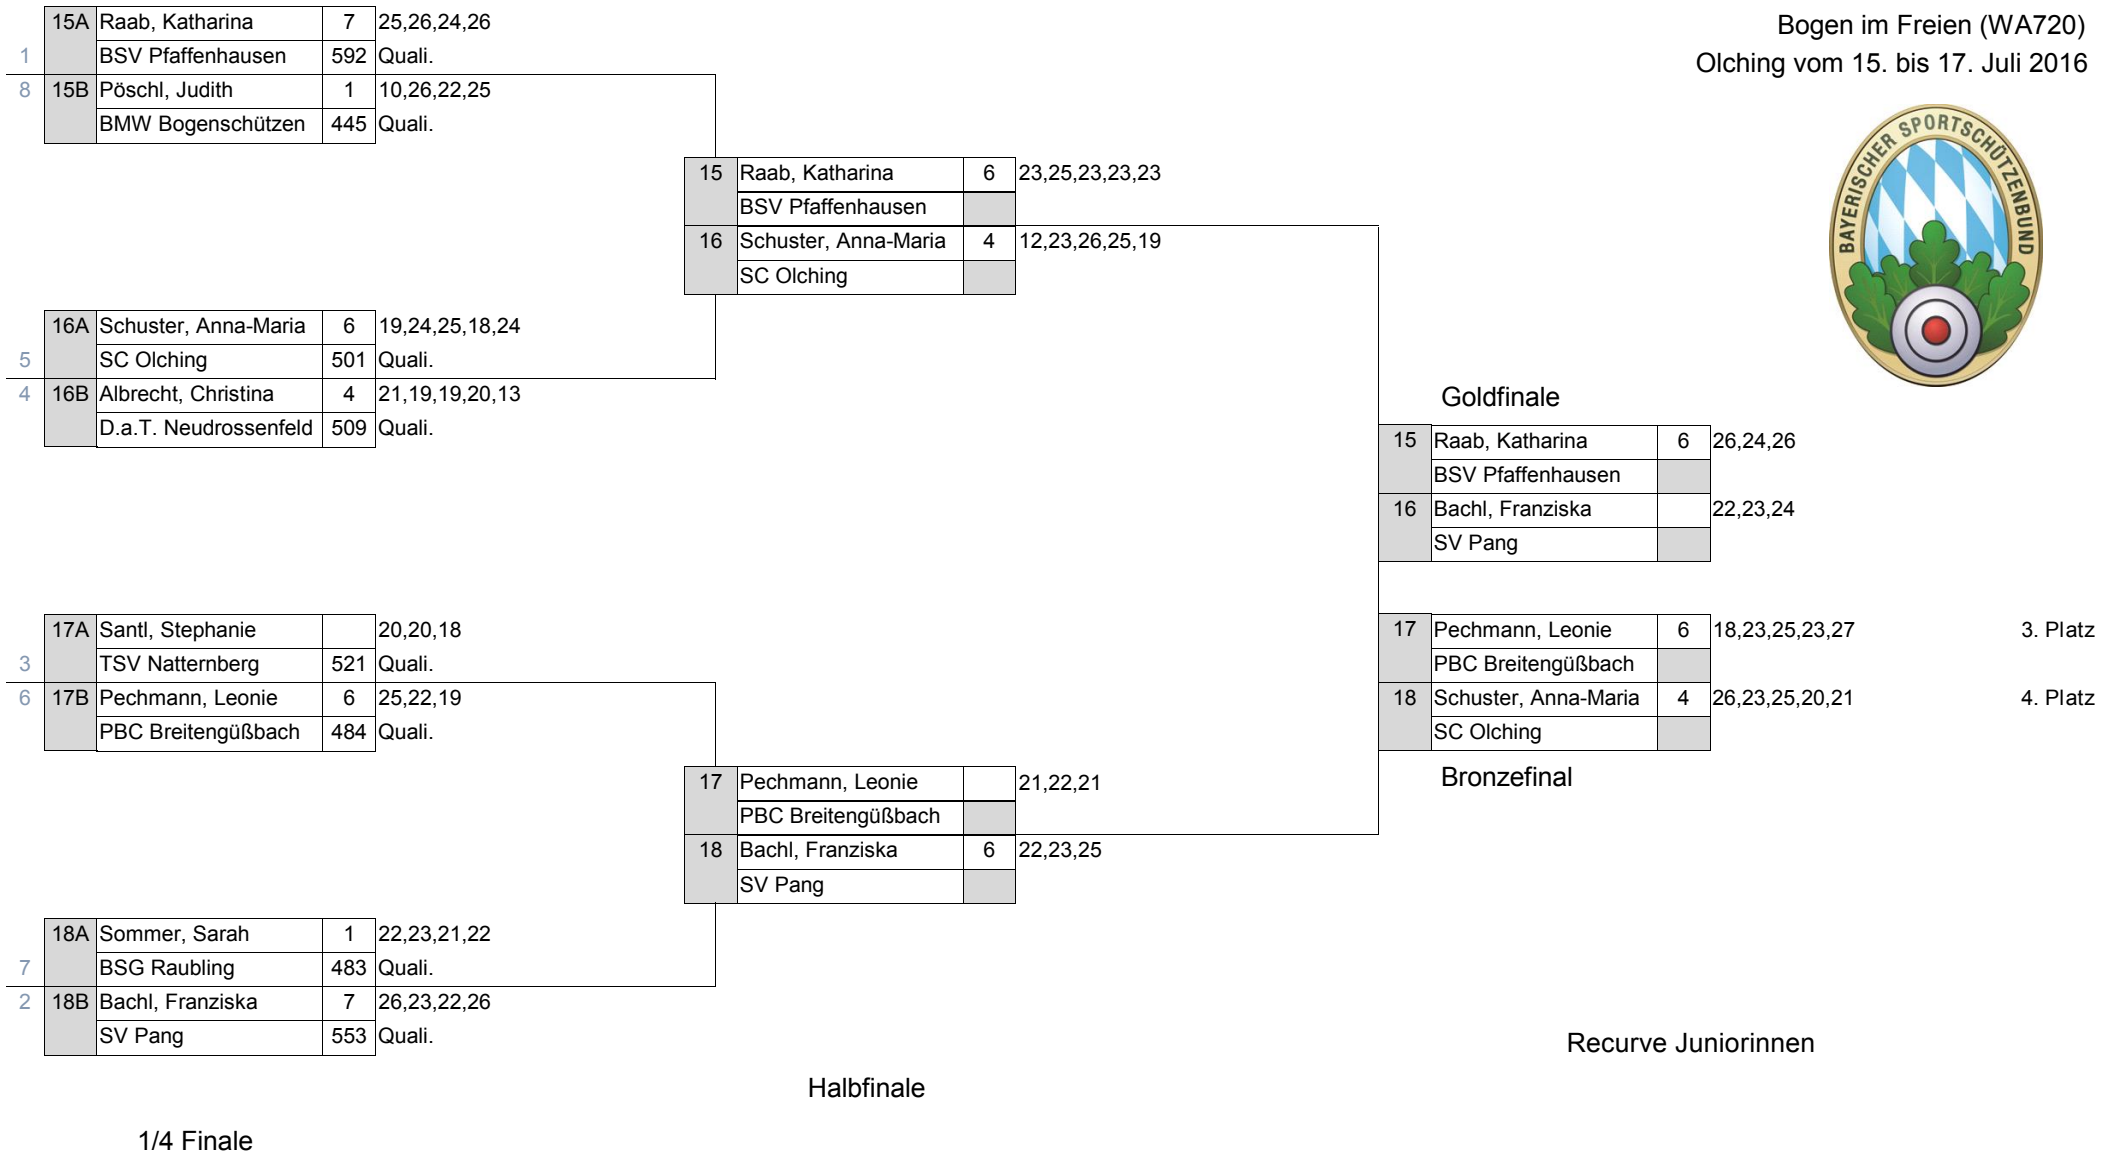 Bogen im Freien (WA720)
Olching vom 15. bis 17. Juli 2016
BAYERISCHER SPORTSCHÜTZENBUND
15A Raab, Katharina 7 25,26,24,26
1 BSV Pfaffenhausen 592 Quali.
8 15B Pöschl, Judith 1 10,26,22,25
BMW Bogenschützen 445 Quali.
16A Schuster, Anna-Maria 6 19,24,25,18,24
5 SC Olching 501 Quali.
4 16B Albrecht, Christina 4 21,19,19,20,13
D.a.T. Neudrossenfeld 509 Quali.
17A Santl, Stephanie 20,20,18
3 TSV Natternberg 521 Quali.
6 17B Pechmann, Leonie 6 25,22,19
PBC Breitengüßbach 484 Quali.
18A Sommer, Sarah 1 22,23,21,22
7 BSG Raubling 483 Quali.
2 18B Bachl, Franziska 7 26,23,22,26
SV Pang 553 Quali.
1/4 Finale
15 Raab, Katharina 6 23,25,23,23,23
BSV Pfaffenhausen
16 Schuster, Anna-Maria 4 12,23,26,25,19
SC Olching
17 Pechmann, Leonie 21,22,21
PBC Breitengüßbach
18 Bachl, Franziska 6 22,23,25
SV Pang
Halbfinale
Goldfinale
15 Raab, Katharina 6 26,24,26
BSV Pfaffenhausen
16 Bachl, Franziska 22,23,24
SV Pang
17 Pechmann, Leonie 6 18,23,25,23,27 3. Platz
PBC Breitengüßbach
18 Schuster, Anna-Maria 4 26,23,25,20,21 4. Platz
SC Olching
Bronzefinal
Recurve Juniorinnen